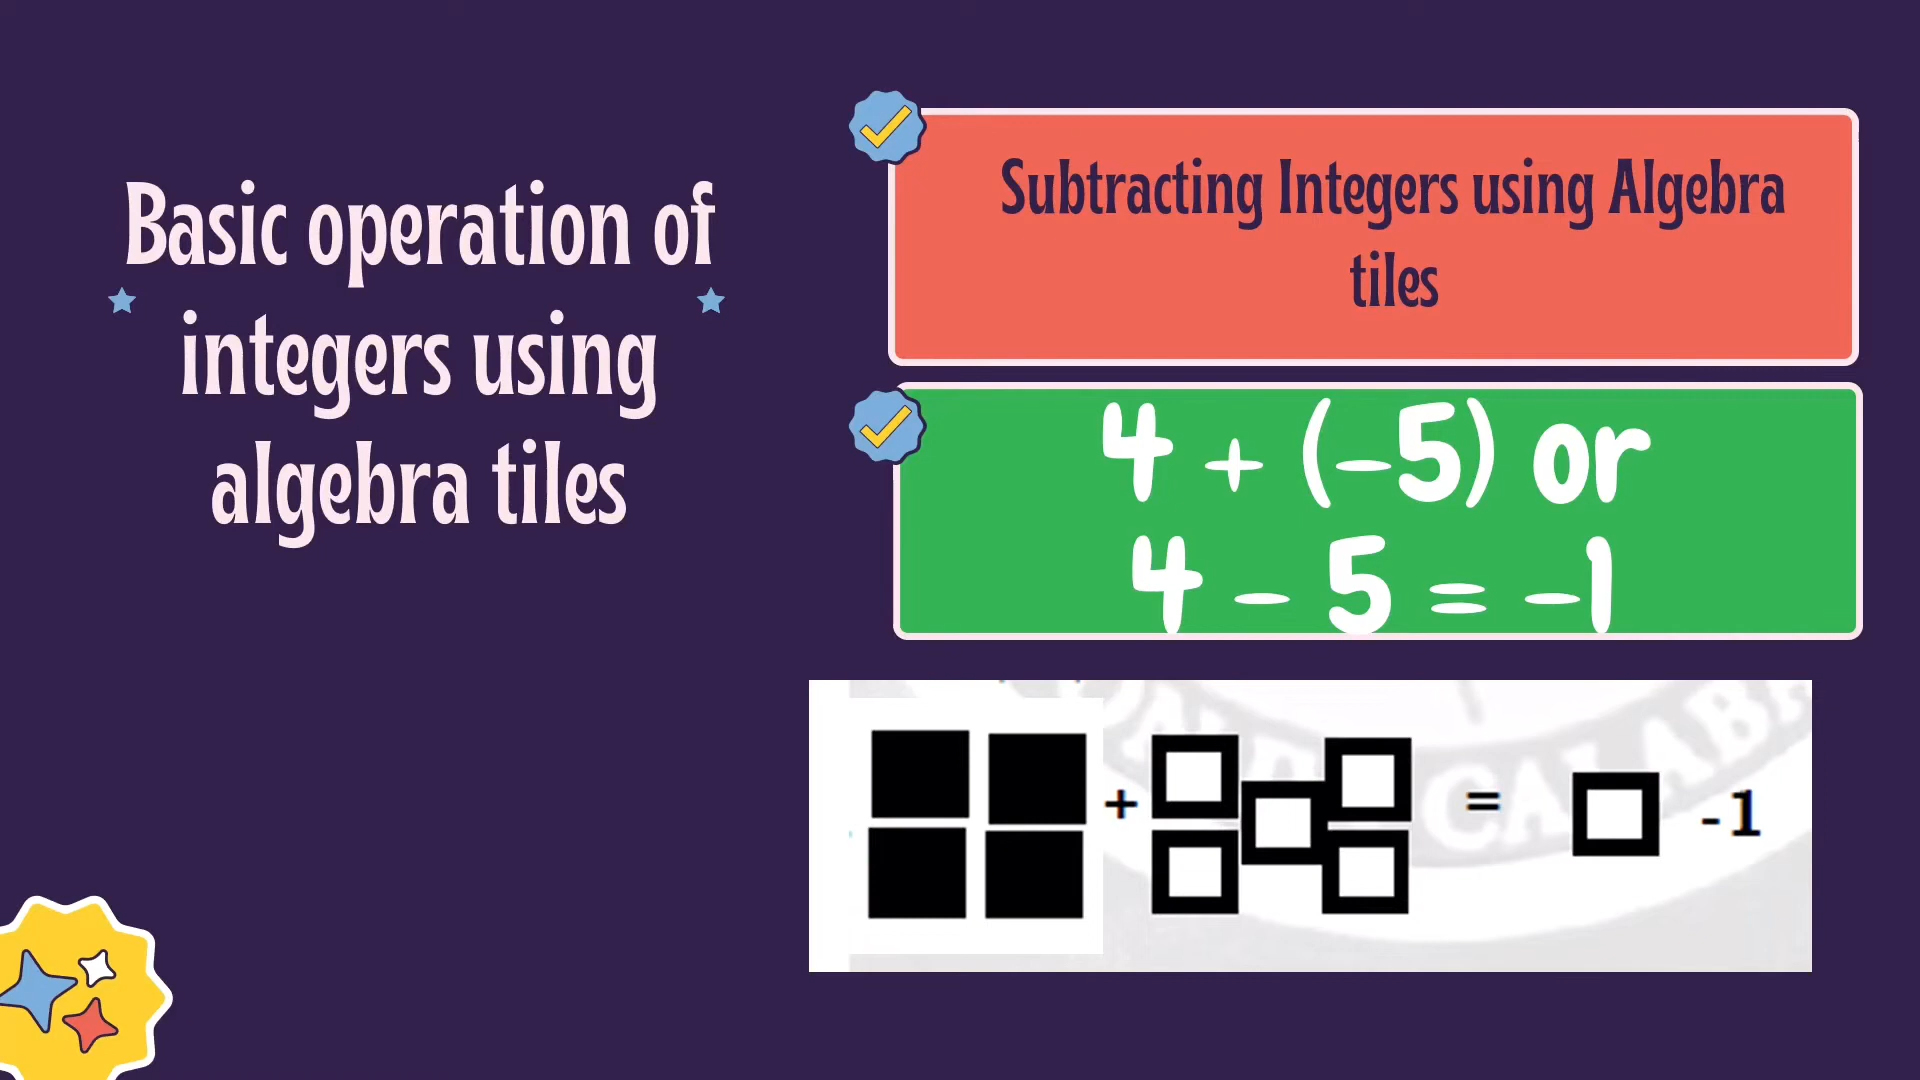 Basic operation of
integers using
algebra tiles
Subtracting Integers using Algebra
tiles
4 + (-5) or
4 - 5 = -1
+ = -1